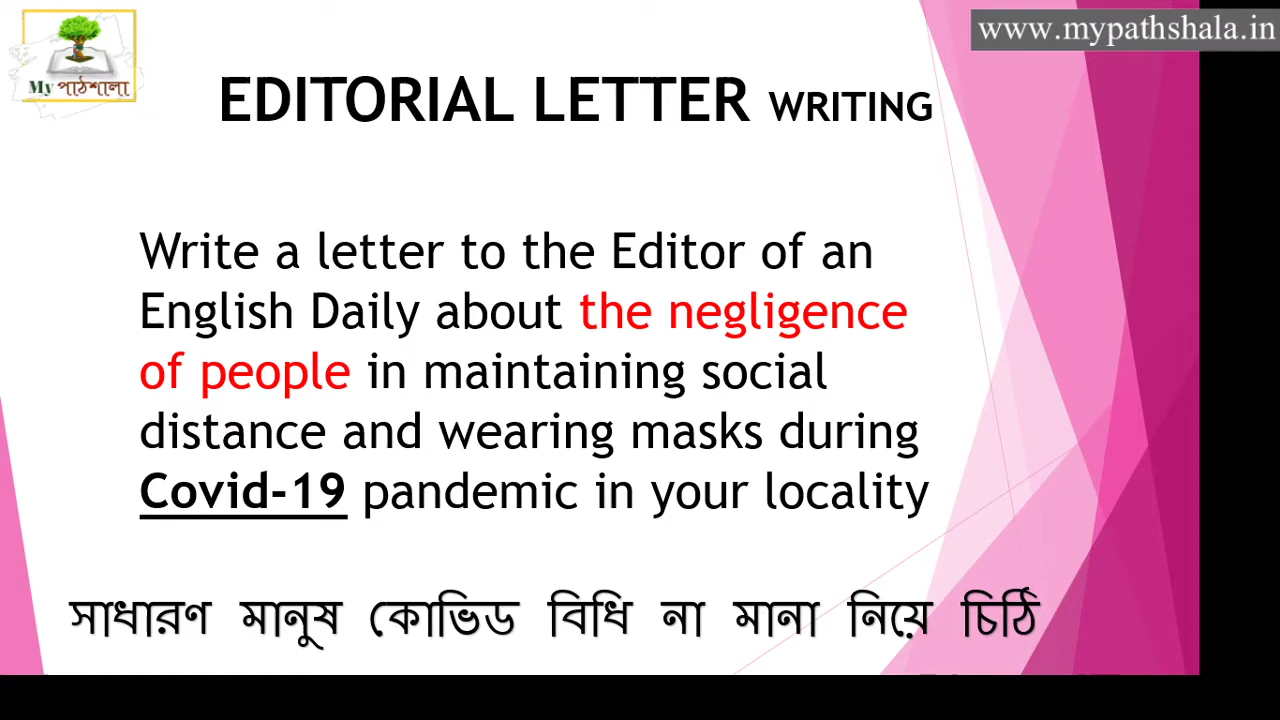 www.mypathshala.in
My পাঠশালা
EDITORIAL LETTER WRITING
Write a letter to the Editor of an
English Daily about the negligence
of people in maintaining social
distance and wearing masks during
Covid-19 pandemic in your locality
সাধারণ মানুষ কোভিড বিধি না মানা নিয়ে চিঠি